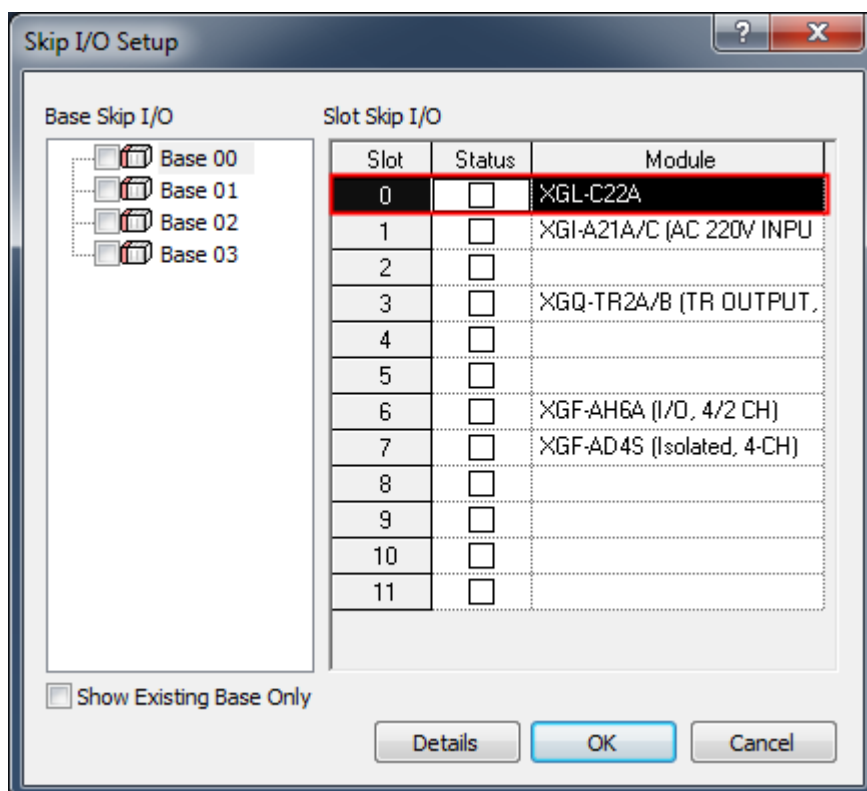 Skip I/O Setup
?
X
Base Skip I/O
Slot Skip I/O
Base 00
Base 01
Base 02
Base 03
Slot Status Module
0 XGL-C22A
1 XGI-A21A/C (AC 220V INPU
2
3 XGQ-TR2A/B (TR OUTPUT,
4
5
6 XGF-AH6A (I/O, 4/2 CH)
7 XGF-AD4S (Isolated, 4-CH)
8
9
10
11
Show Existing Base Only
Details OK Cancel